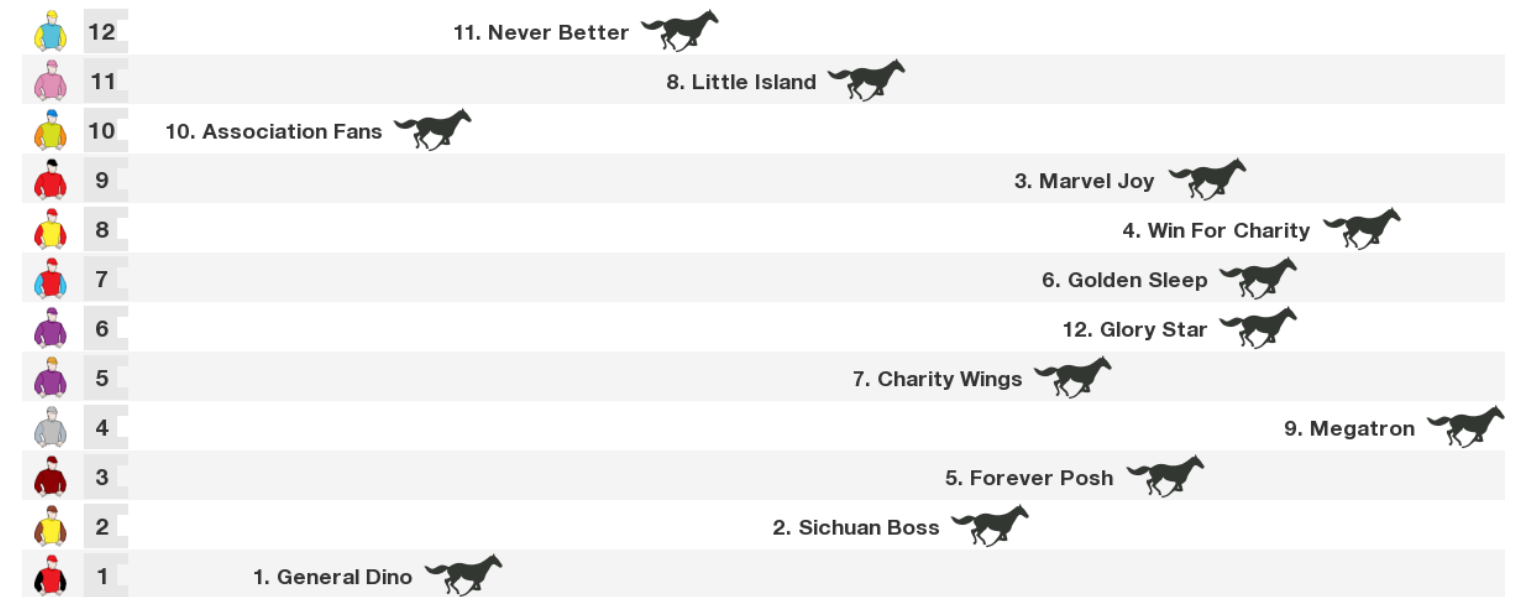 12 11. Never Better
11 8. Little Island
10 10. Association Fans
9 3. Marvel Joy
8 4. Win For Charity
7 6. Golden Sleep
6 12. Glory Star
5 7. Charity Wings
4 9. Megatron
3 5. Forever Posh
2 2. Sichuan Boss
1 1. General Dino